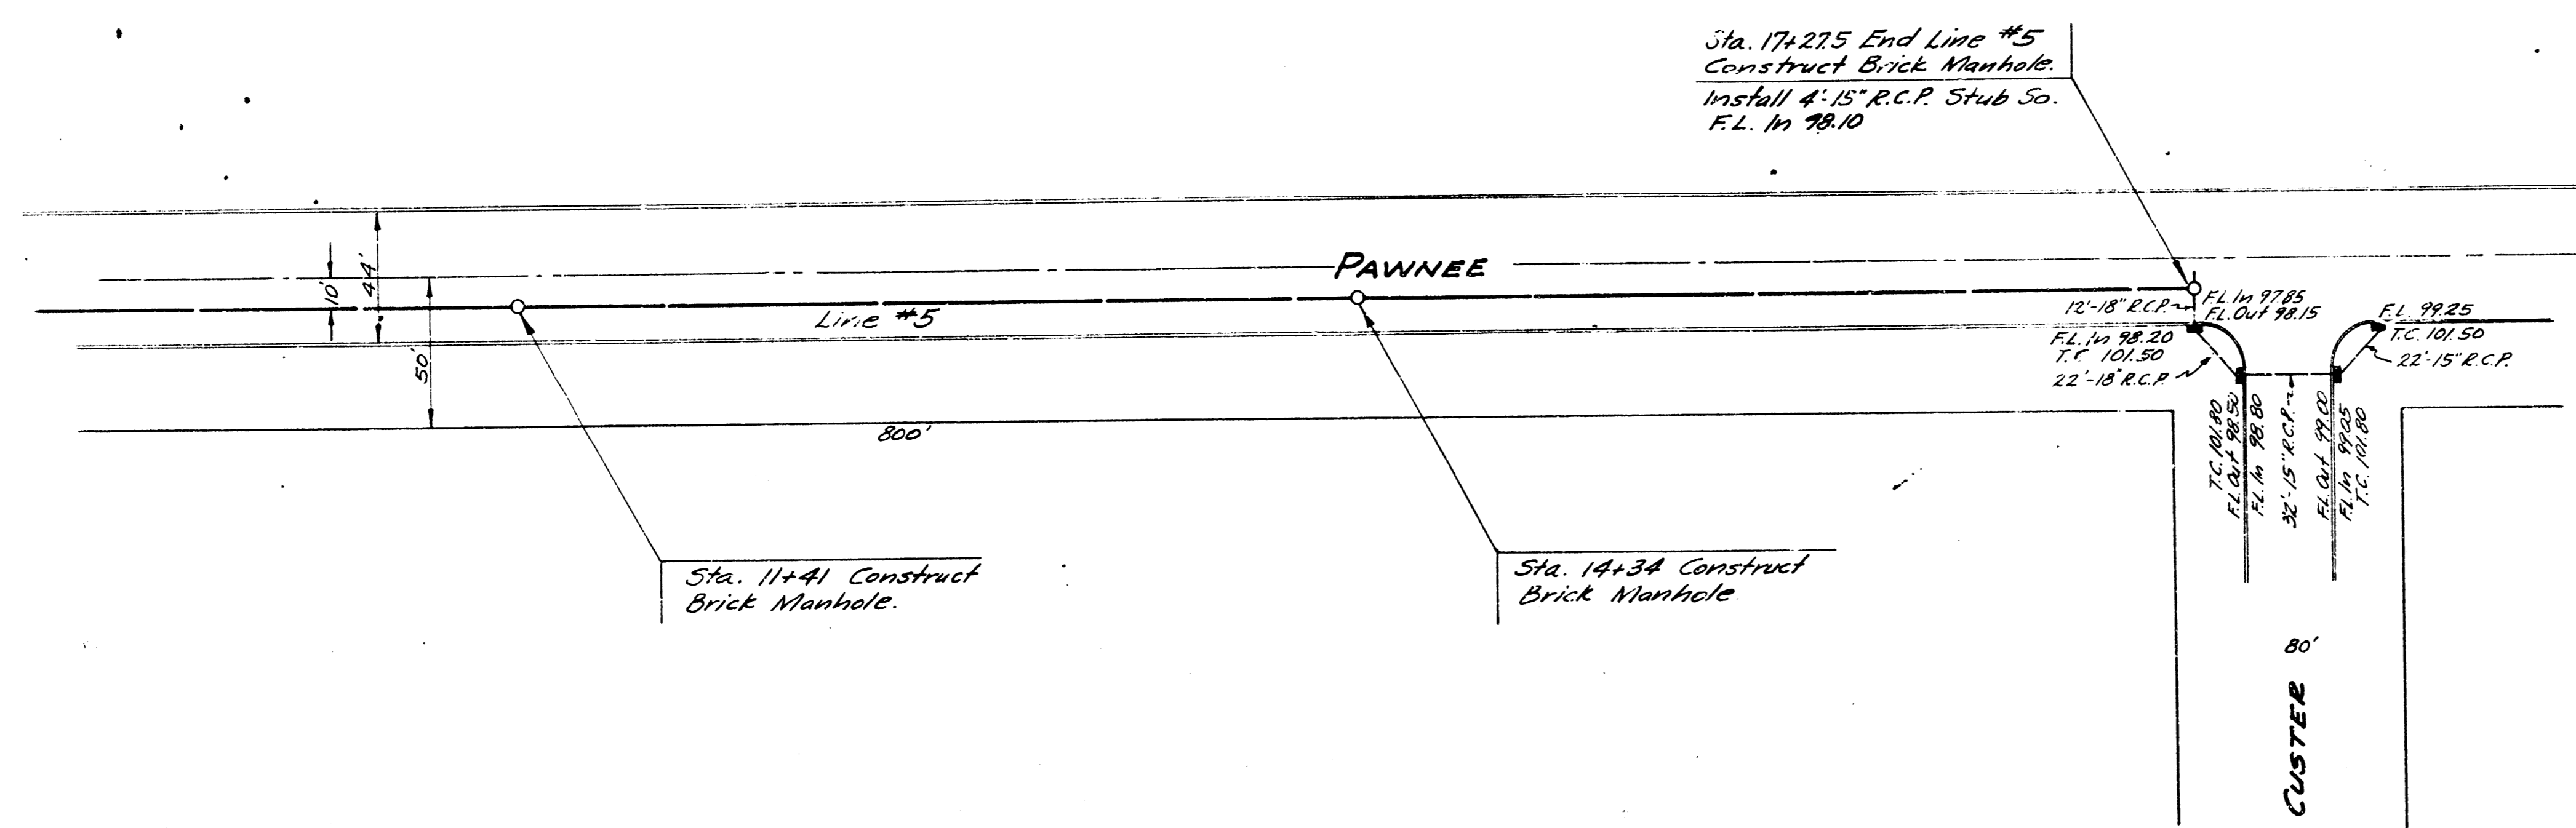 Sta. 17+27.5 End Line #5
Construct Brick Manhole.
Install 4'-15" R.C.P. Stub So.
F.L. In 98.10
PAWNEE
10'
44'
50'
Line #5
800'
12'-18" R.C.P.
F.L. In 97.85
F.L. Out 98.15
F.L. In 98.20
T.C. 101.50
22'-18" R.C.P.
F.L. 99.25
T.C. 101.50
22'-15" R.C.P.
T.C. 101.80
F.L. Out 98.50
F.L. In 98.80
32'-15" R.C.P.
F.L. Out 99.00
F.L. In 99.05
T.C. 101.80
Sta. 11+41 Construct
Brick Manhole.
Sta. 14+34 Construct
Brick Manhole
80'
CUSTER